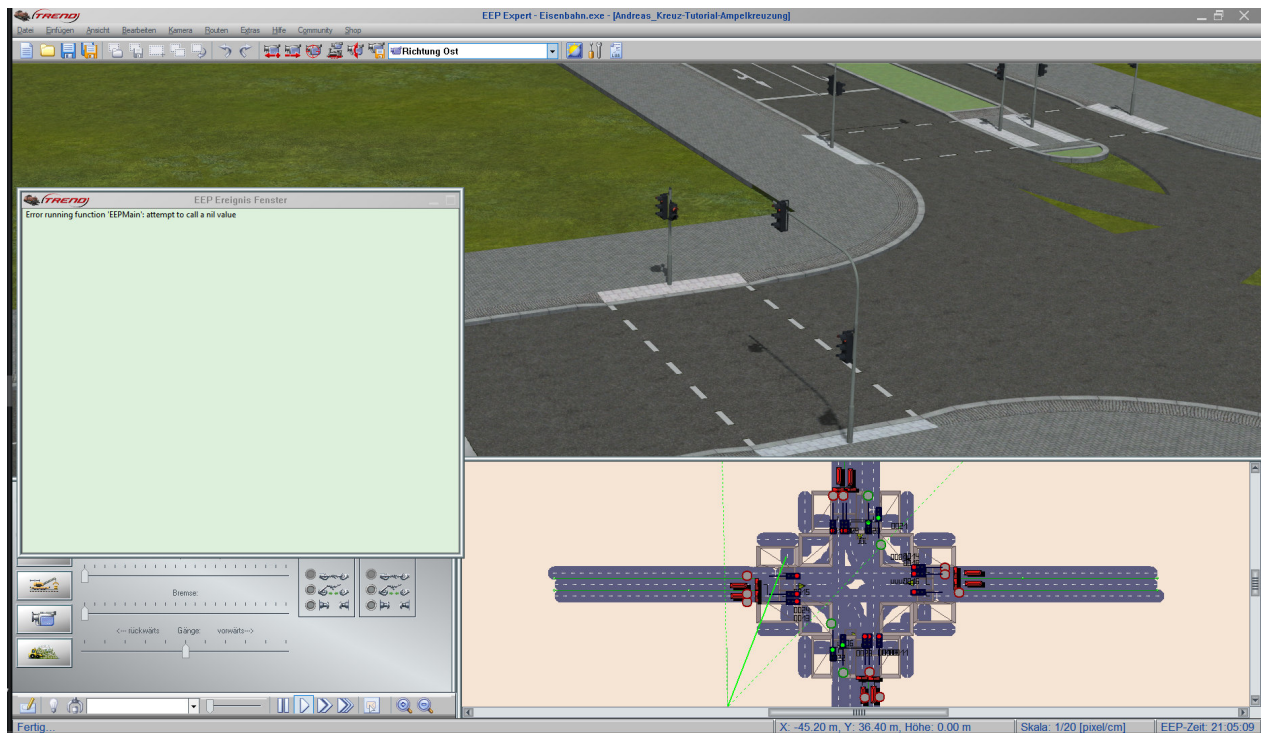 TREND
EEP Expert - Eisenbahn.exe - [Andreas_Kreuz-Tutorial-Ampelkreuzung]
Datei Einfügen Ansicht Bearbeiten Kamera Routen Extras Hilfe Community Shop
Richtung Ost
TREND
EEP Ereignis Fenster
Error running function 'EEPMain': attempt to call a nil value
Bremse:
<--- rückwärts Gänge: vorwärts--->
Fertig...
X: -45.20 m, Y: 36.40 m, Höhe: 0.00 m
Skala: 1/20 [pixel/cm]
EEP-Zeit: 21:05:09